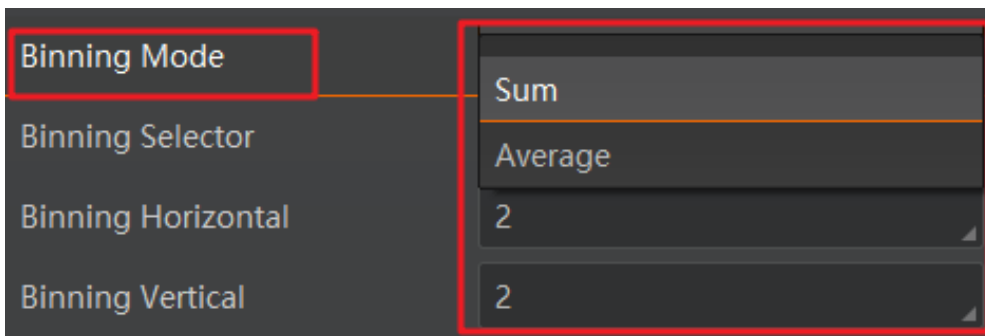 Binning Mode
Sum
Binning Selector
Average
Binning Horizontal 2
Binning Vertical 2